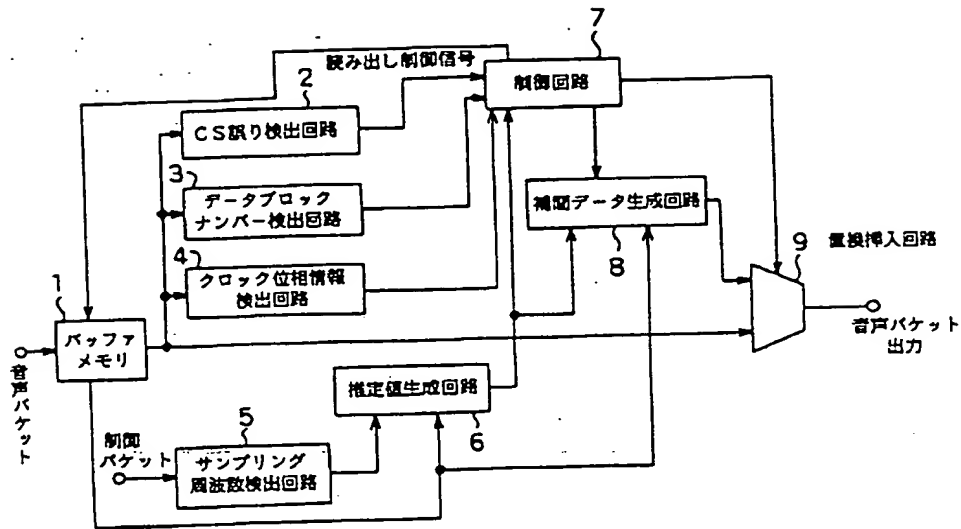 7
読み出し制御信号
制御回路
2
CS誤り検出回路
3
データブロック
ナンバー検出回路
補間データ生成回路
8
9
置換挿入回路
4
クロック位相情報
検出回路
1
バッファ
メモリ
音声パケット
音声パケット
出力
推定値生成回路
6
制御
パケット
5
サンプリング
周波数検出回路